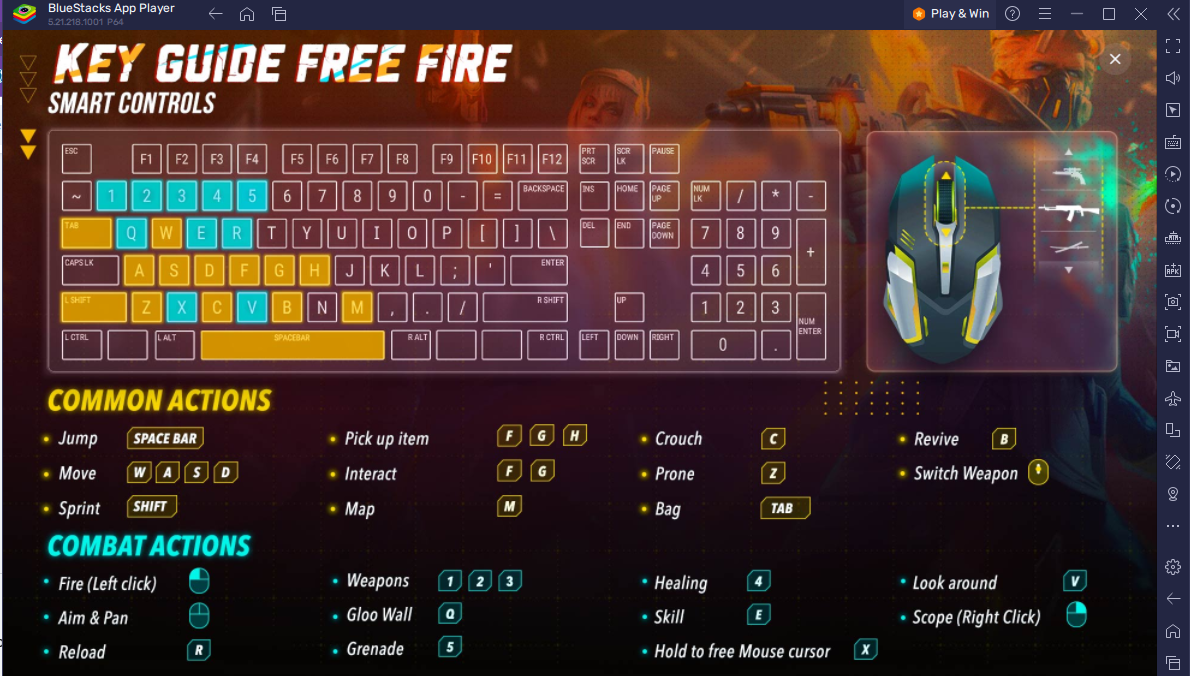 BlueStacks App Player
5.21.218.1001 P64
Play & Win
KEY GUIDE FREE FIRE
SMART CONTROLS
ESC F1 F2 F3 F4 F5 F6 F7 F8 F9 F10 F11 F12 PRT SCR SCR LK PAUSE
~ 1 2 3 4 5 6 7 8 9 0 - = BACKSPACE INS HOME PAGE UP NUM LK / * -
TAB Q W E R T Y U I O P [ ] \ DEL END PAGE DOWN 7 8 9 +
CAPS LK A S D F G H J K L ; ' ENTER 4 5 6
L SHIFT Z X C V B N M , . / R SHIFT UP 1 2 3 NUM ENTER
L CTRL L ALT SPACEBAR R ALT R CTRL LEFT DOWN RIGHT 0 .
COMMON ACTIONS
Jump SPACE BAR Pick up item F G H Crouch C Revive B
Move W A S D Interact F G Prone Z Switch Weapon
Sprint SHIFT Map M Bag TAB
COMBAT ACTIONS
Fire (Left click) Weapons 1 2 3 Healing 4 Look around V
Aim & Pan Gloo Wall Q Skill E Scope (Right Click)
Reload R Grenade 5 Hold to free Mouse cursor X